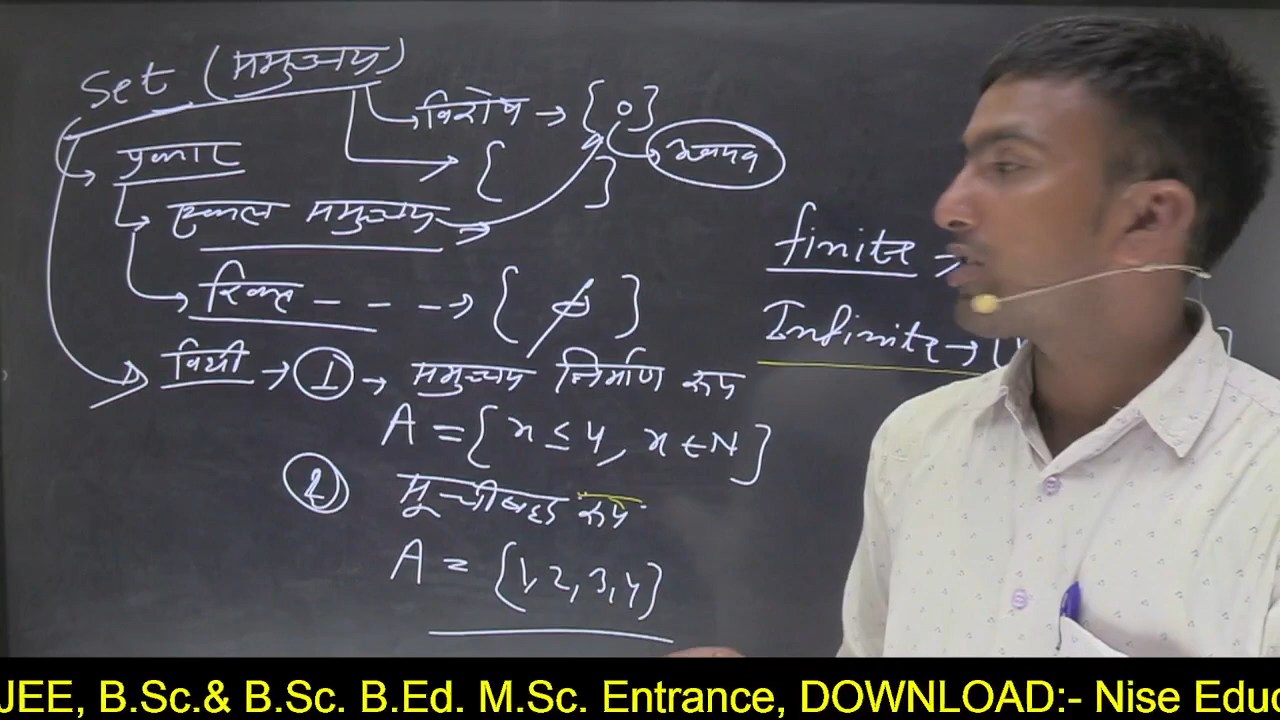 Set (समुच्चय)
विशेष → {0}
{ }
अवयव
प्रकार
एकल समुच्चय
रिक्त - - - → { ϕ }
finite →
Infinite → {1
विधी → ① → समुच्चय निर्माण रूप
A = { x ≤ 4, x ∈ N }
② सूचीबद्ध रूप
A = {1, 2, 3, 4}
JEE, B.Sc.& B.Sc. B.Ed. M.Sc. Entrance, DOWNLOAD:- Nise Educ